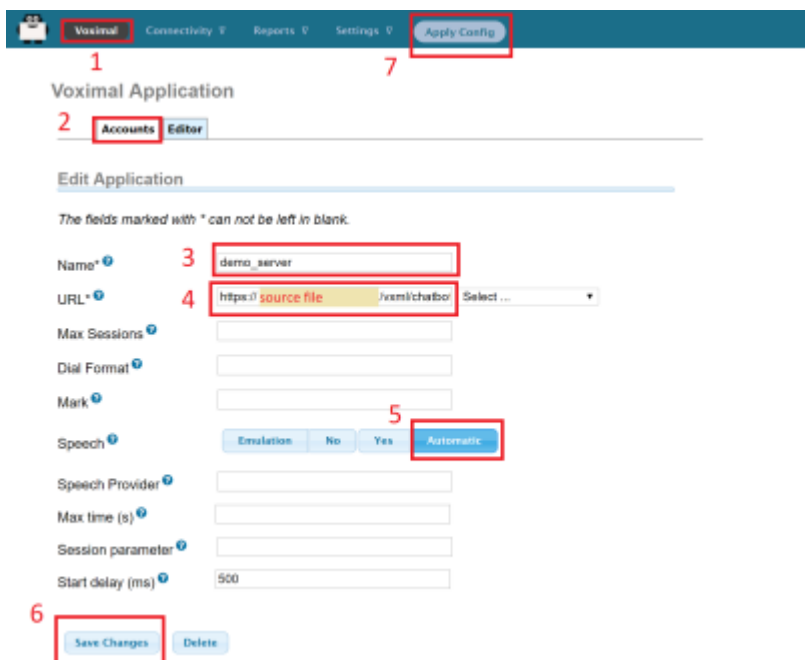 Voximal Connectivity Reports Settings Apply Config
1 7
Voximal Application
2 Accounts Editor
Edit Application
The fields marked with * can not be left in blank.
Name* 3 demo_server
URL* 4 https:// source file /vxml/chatbot Select ...
Max Sessions
Dial Format
Mark
5
Speech Emulation No Yes Automatic
Speech Provider
Max time (s)
Session parameter
Start delay (ms) 500
6
Save Changes Delete